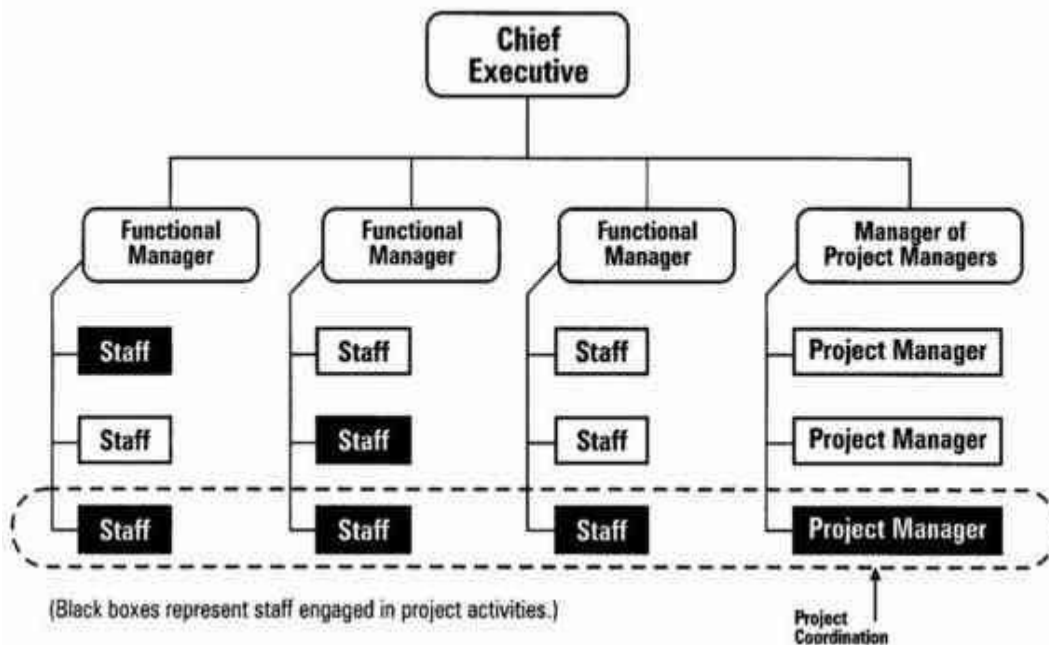 Chief
Executive
Functional
Manager
Functional
Manager
Functional
Manager
Manager of
Project Managers
Staff
Staff
Staff
Project Manager
Staff
Staff
Staff
Project Manager
Staff
Staff
Staff
Project Manager
(Black boxes represent staff engaged in project activities.)
Project
Coordination